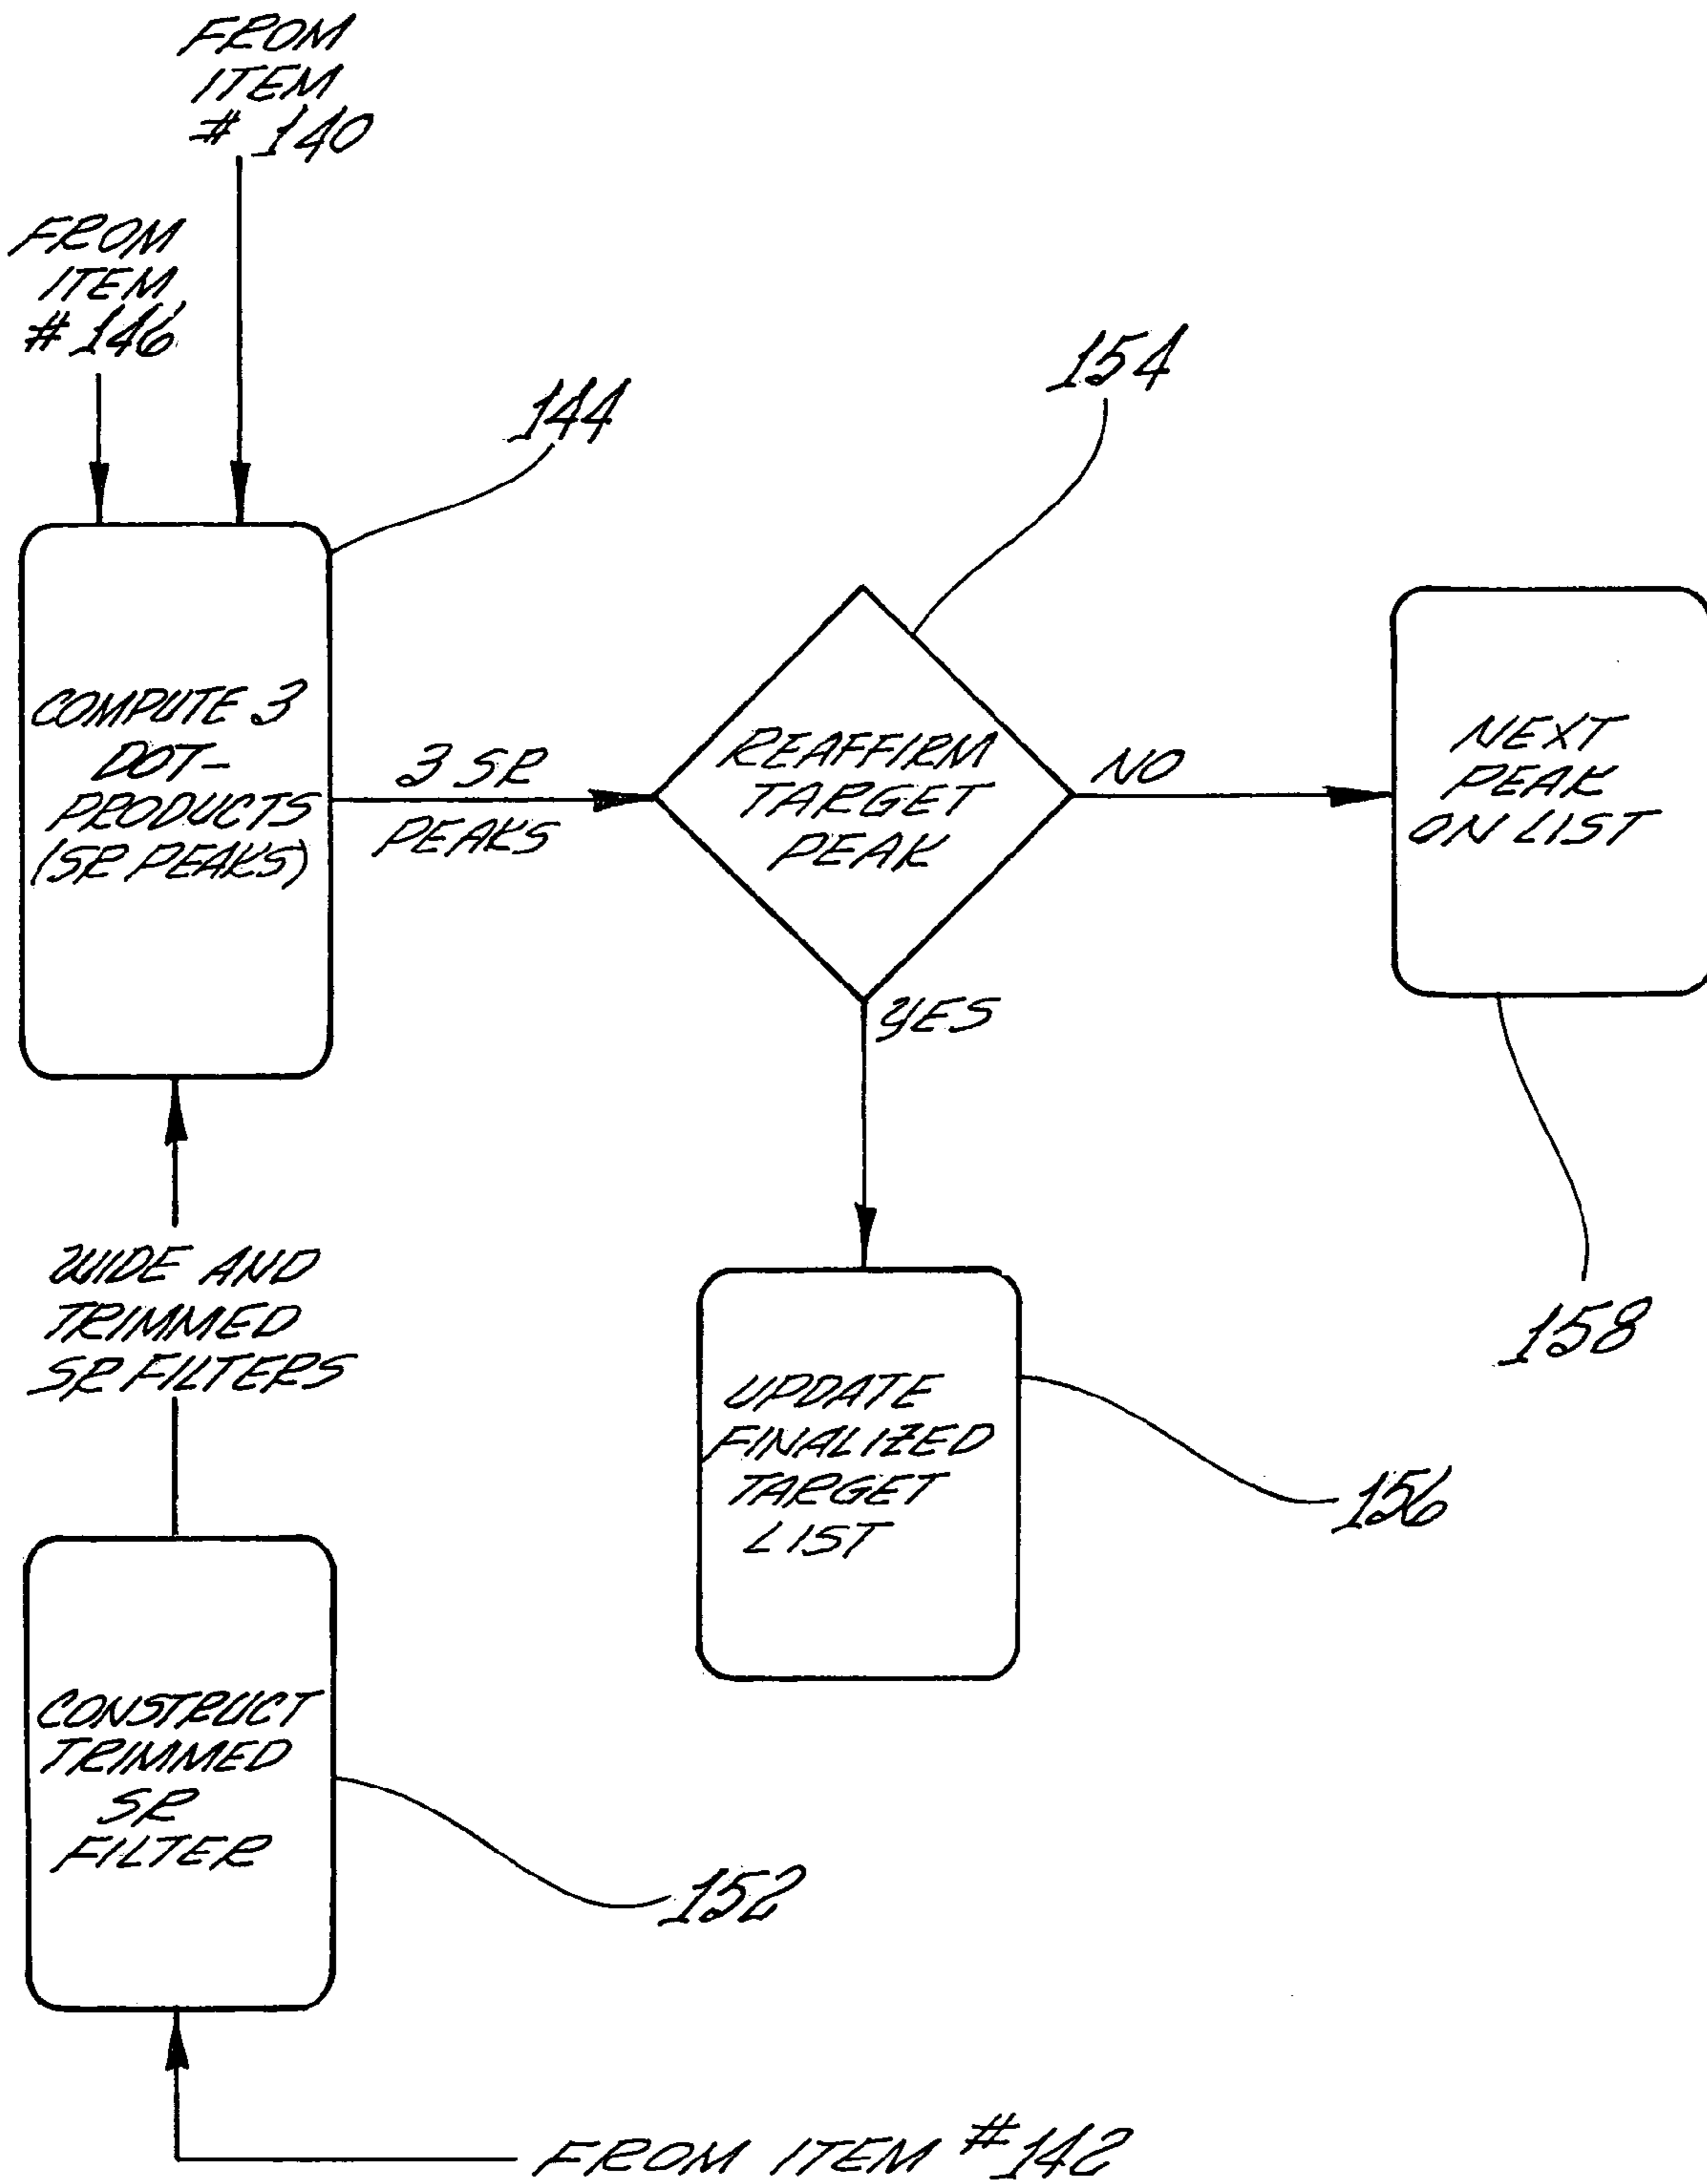 FROM
ITEM
# 140
FROM
ITEM
# 146
144
154
COMPUTE 3
DOT-
PRODUCTS
(SR PEAKS)
3 SR
PEAKS
REAFFIRM
TARGET
PEAK
NO
NEXT
PEAK
ON LIST
YES
158
WIDE AND
TRIMMED
SR FILTERS
UPDATE
FINALIZED
TARGET
LIST
156
CONSTRUCT
TRIMMED
SR
FILTER
152
FROM ITEM #142